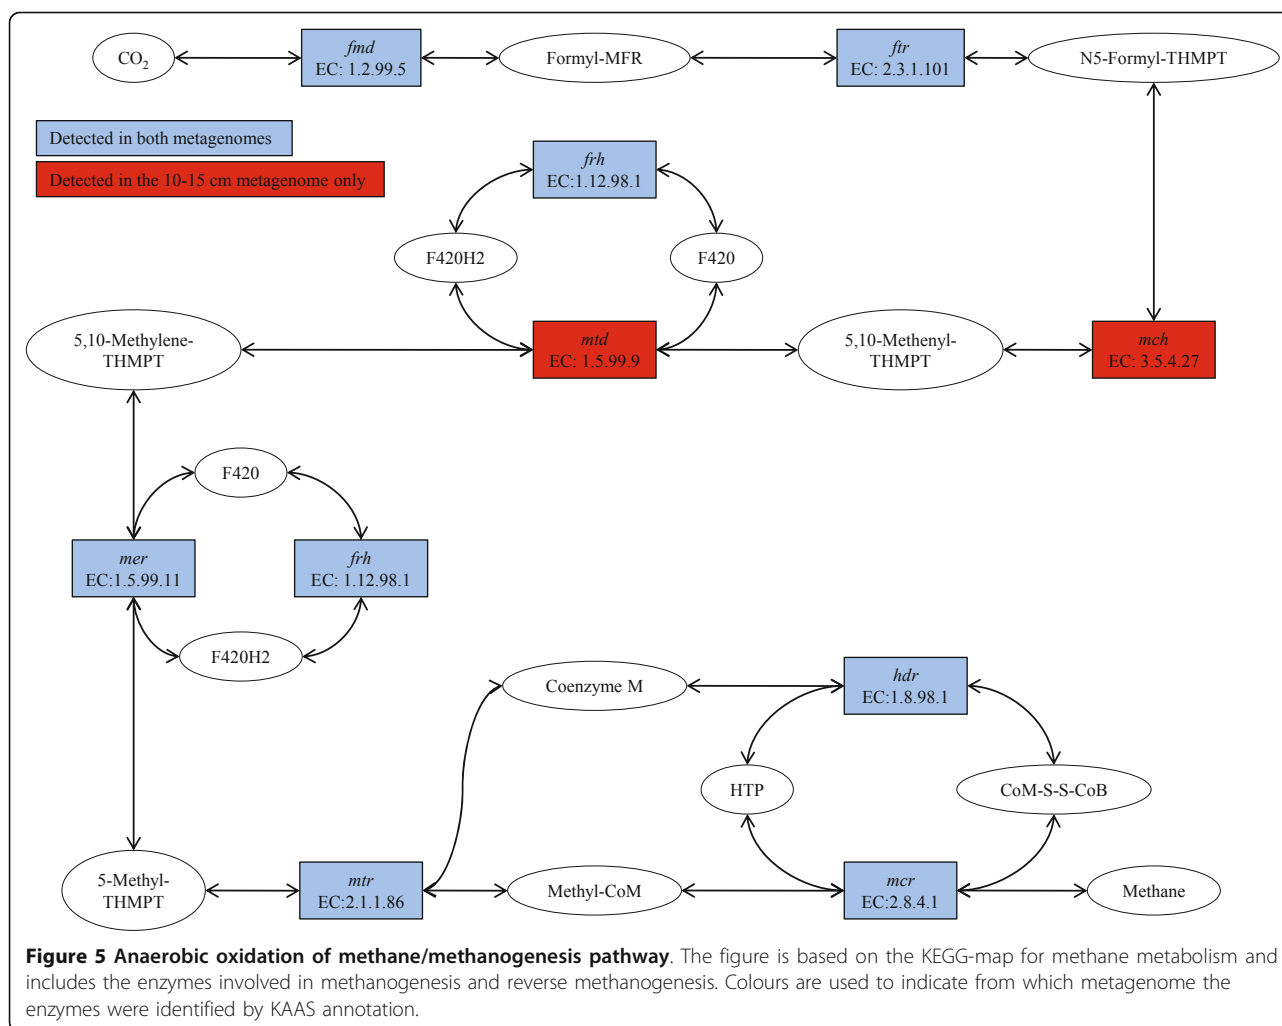 CO2
fmd
EC: 1.2.99.5
Formyl-MFR
ftr
EC: 2.3.1.101
N5-Formyl-THMPT
Detected in both metagenomes
Detected in the 10-15 cm metagenome only
frh
EC:1.12.98.1
F420H2
F420
5,10-Methylene-
THMPT
mtd
EC: 1.5.99.9
5,10-Methenyl-
THMPT
mch
EC: 3.5.4.27
F420
mer
EC:1.5.99.11
frh
EC: 1.12.98.1
F420H2
Coenzyme M
hdr
EC:1.8.98.1
HTP
CoM-S-S-CoB
5-Methyl-
THMPT
mtr
EC:2.1.1.86
Methyl-CoM
mcr
EC:2.8.4.1
Methane
Figure 5 Anaerobic oxidation of methane/methanogenesis pathway. The figure is based on the KEGG-map for methane metabolism and
includes the enzymes involved in methanogenesis and reverse methanogenesis. Colours are used to indicate from which metagenome the
enzymes were identified by KAAS annotation.